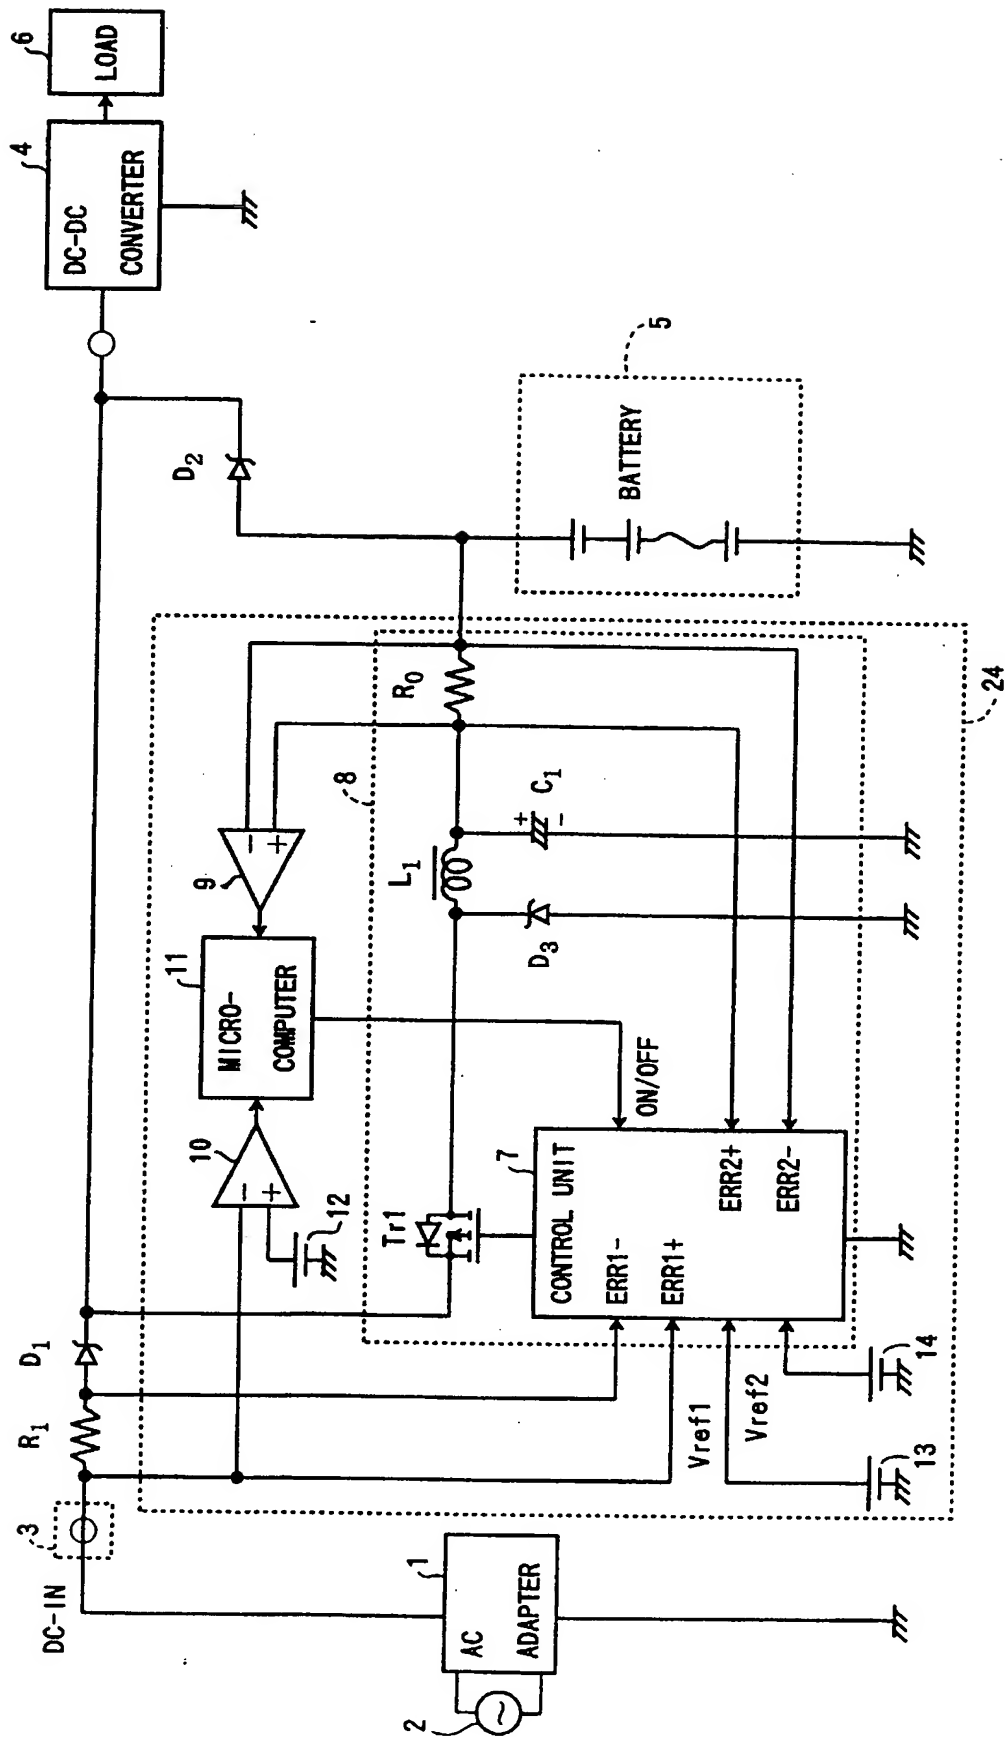 6
LOAD
4
DC-DC
CONVERTER
D2
5
BATTERY
24
8
R0
C1
+
-
L1
D3
9
-
+
11
MICRO-
COMPUTER
10
-
+
12
Tr1
ON/OFF
7
CONTROL UNIT
ERR1-
ERR1+
ERR2+
ERR2-
D1
R1
Vref1
Vref2
14
13
3
DC-IN
1
AC
ADAPTER
2
~